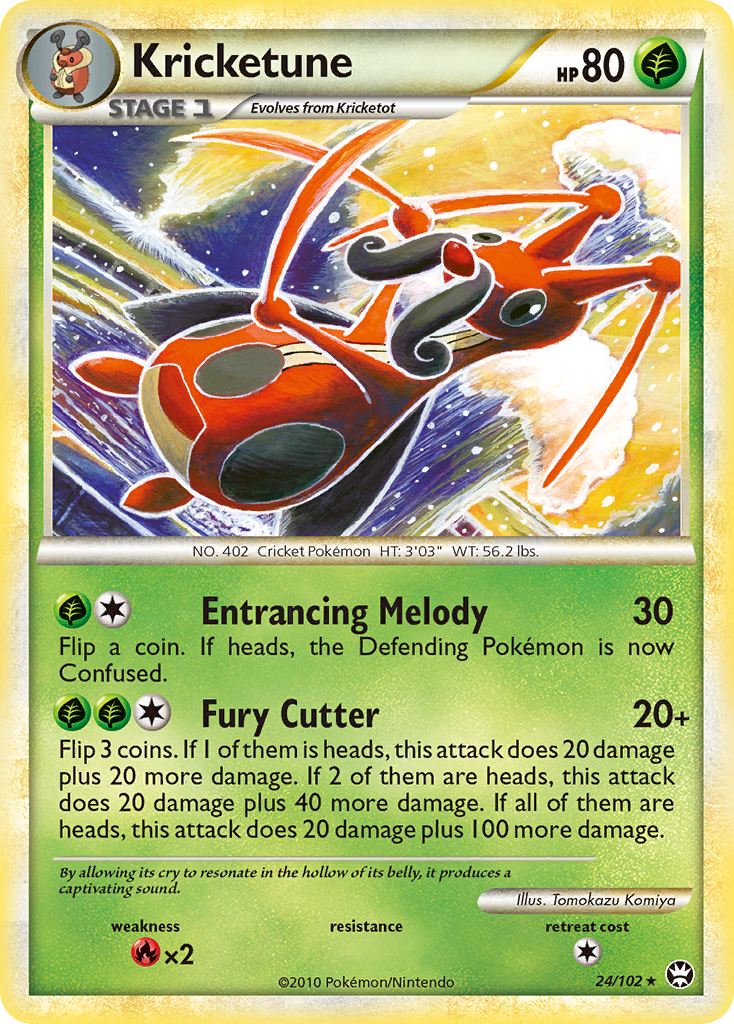 Kricketune
HP 80
STAGE 1
Evolves from Kricketot
NO. 402 Cricket Pokémon HT: 3'03" WT: 56.2 lbs.
Entrancing Melody 30
Flip a coin. If heads, the Defending Pokémon is now
Confused.
Fury Cutter 20+
Flip 3 coins. If 1 of them is heads, this attack does 20 damage
plus 20 more damage. If 2 of them are heads, this attack
does 20 damage plus 40 more damage. If all of them are
heads, this attack does 20 damage plus 100 more damage.
By allowing its cry to resonate in the hollow of its belly, it produces a
captivating sound.
Illus. Tomokazu Komiya
weakness resistance retreat cost
×2
©2010 Pokémon/Nintendo
24/102 ★